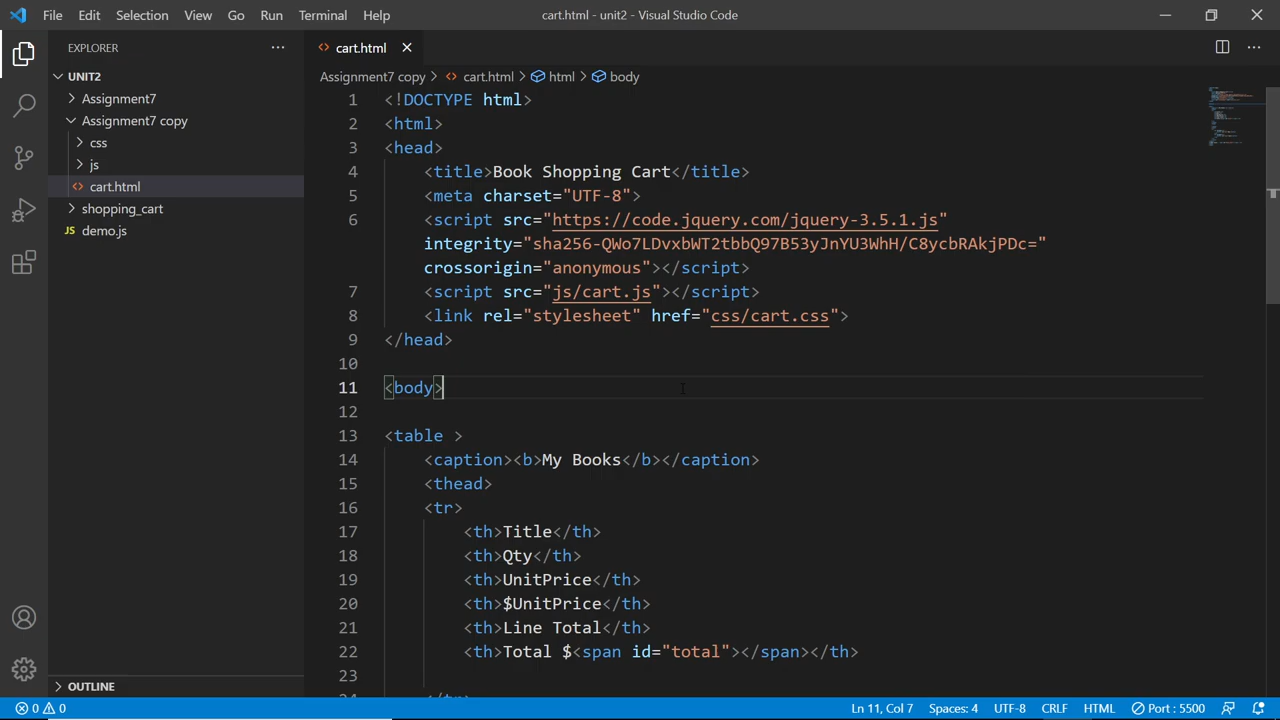 File Edit Selection View Go Run Terminal Help cart.html - unit2 - Visual Studio Code
EXPLORER
UNIT2
Assignment7
Assignment7 copy
css
js
cart.html
shopping_cart
demo.js
OUTLINE
cart.html
Assignment7 copy > cart.html > html > body
1 <!DOCTYPE html>
2 <html>
3 <head>
4 <title>Book Shopping Cart</title>
5 <meta charset="UTF-8">
6 <script src="https://code.jquery.com/jquery-3.5.1.js"
integrity="sha256-QWo7LDvxbWT2tbbQ97B53yJnYU3WhH/C8ycbRAkjPDc="
crossorigin="anonymous"></script>
7 <script src="js/cart.js"></script>
8 <link rel="stylesheet" href="css/cart.css">
9 </head>
10
11 <body>
12
13 <table >
14 <caption><b>My Books</b></caption>
15 <thead>
16 <tr>
17 <th>Title</th>
18 <th>Qty</th>
19 <th>UnitPrice</th>
20 <th>$UnitPrice</th>
21 <th>Line Total</th>
22 <th>Total $<span id="total"></span></th>
23
24 </tr>
0 0 Ln 11, Col 7 Spaces: 4 UTF-8 CRLF HTML Port : 5500